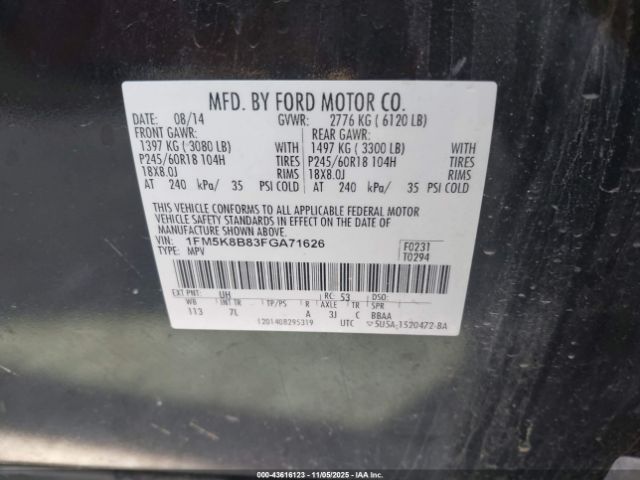 MFD. BY FORD MOTOR CO.
DATE: 08/14 GVWR: 2776 KG ( 6120 LB)
FRONT GAWR: REAR GAWR:
1397 KG ( 3080 LB) WITH 1497 KG ( 3300 LB) WITH
P245/60R18 104H TIRES P245/60R18 104H TIRES
18X8.0J RIMS 18X8.0J RIMS
AT 240 kPa/ 35 PSI COLD AT 240 kPa/ 35 PSI COLD
THIS VEHICLE CONFORMS TO ALL APPLICABLE FEDERAL MOTOR
VEHICLE SAFETY STANDARDS IN EFFECT ON THE DATE OF
MANUFACTURE SHOWN ABOVE.
VIN: 1FM5K8B83FGA71626 F0231
TYPE: MPV T0294
EXT PNT: UH RC: 53 DSO:
WB INT TR TP/PS R AXLE TR SPR
113 7L A 3J C BBAA
1201408295319 UTC 5U5A-1520472-BA
000-43616123 - 11/05/2025 - IAAI.COM